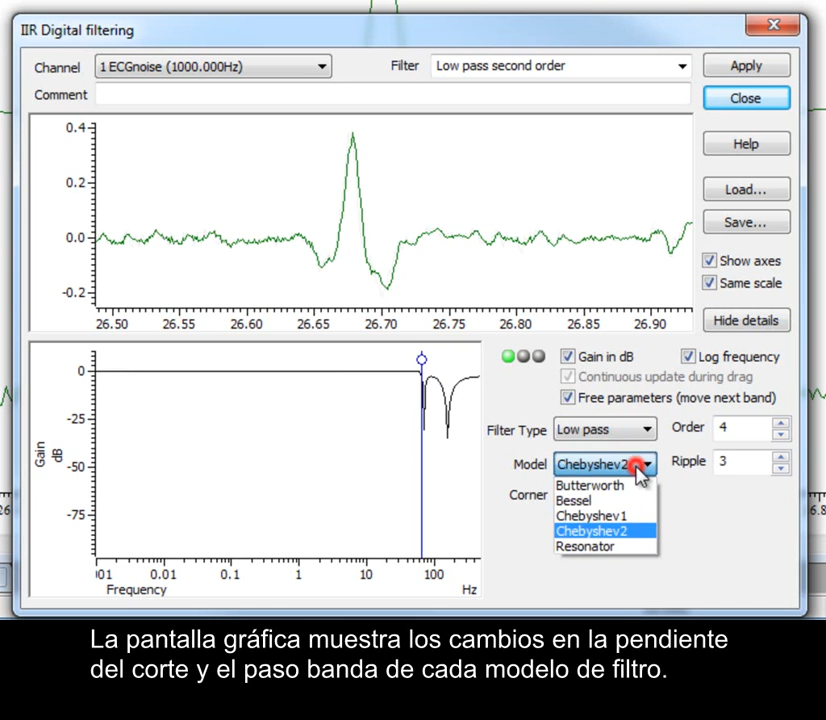 IIR Digital filtering
Channel 1 ECGnoise (1000.000Hz) Filter Low pass second order Apply
Comment Close
Help
Load...
Save...
Show axes
Same scale
Hide details
0.4
0.2
0.0
-0.2
26.50 26.55 26.60 26.65 26.70 26.75 26.80 26.85 26.90
Gain in dB Log frequency
Continuous update during drag
Free parameters (move next band)
Filter Type Low pass Order 4
Model Chebyshev2 Ripple 3
Corner
Butterworth
Bessel
Chebyshev1
Chebyshev2
Resonator
0
-25
-50
-75
Gain
dB
01 0.01 0.1 1 10 100
Frequency Hz
La pantalla gráfica muestra los cambios en la pendiente
del corte y el paso banda de cada modelo de filtro.